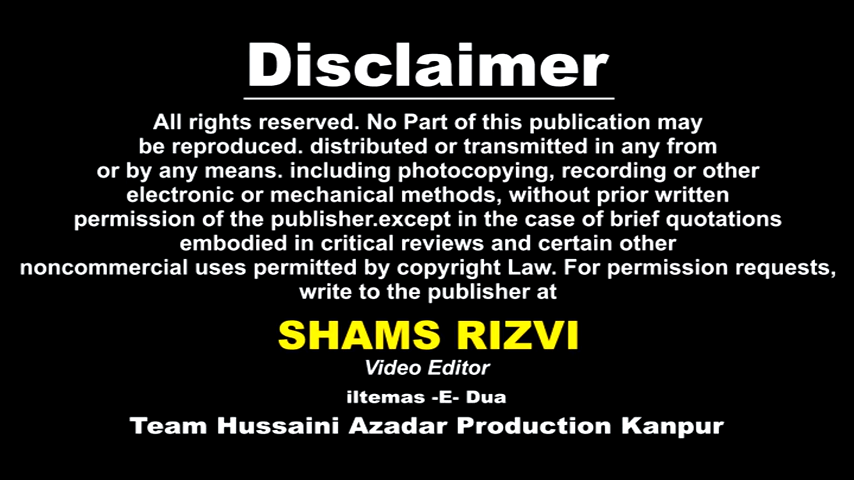 Disclaimer
All rights reserved. No Part of this publication may
be reproduced. distributed or transmitted in any from
or by any means. including photocopying, recording or other
electronic or mechanical methods, without prior written
permission of the publisher.except in the case of brief quotations
embodied in critical reviews and certain other
noncommercial uses permitted by copyright Law. For permission requests,
write to the publisher at
SHAMS RIZVI
Video Editor
iltemas -E- Dua
Team Hussaini Azadar Production Kanpur